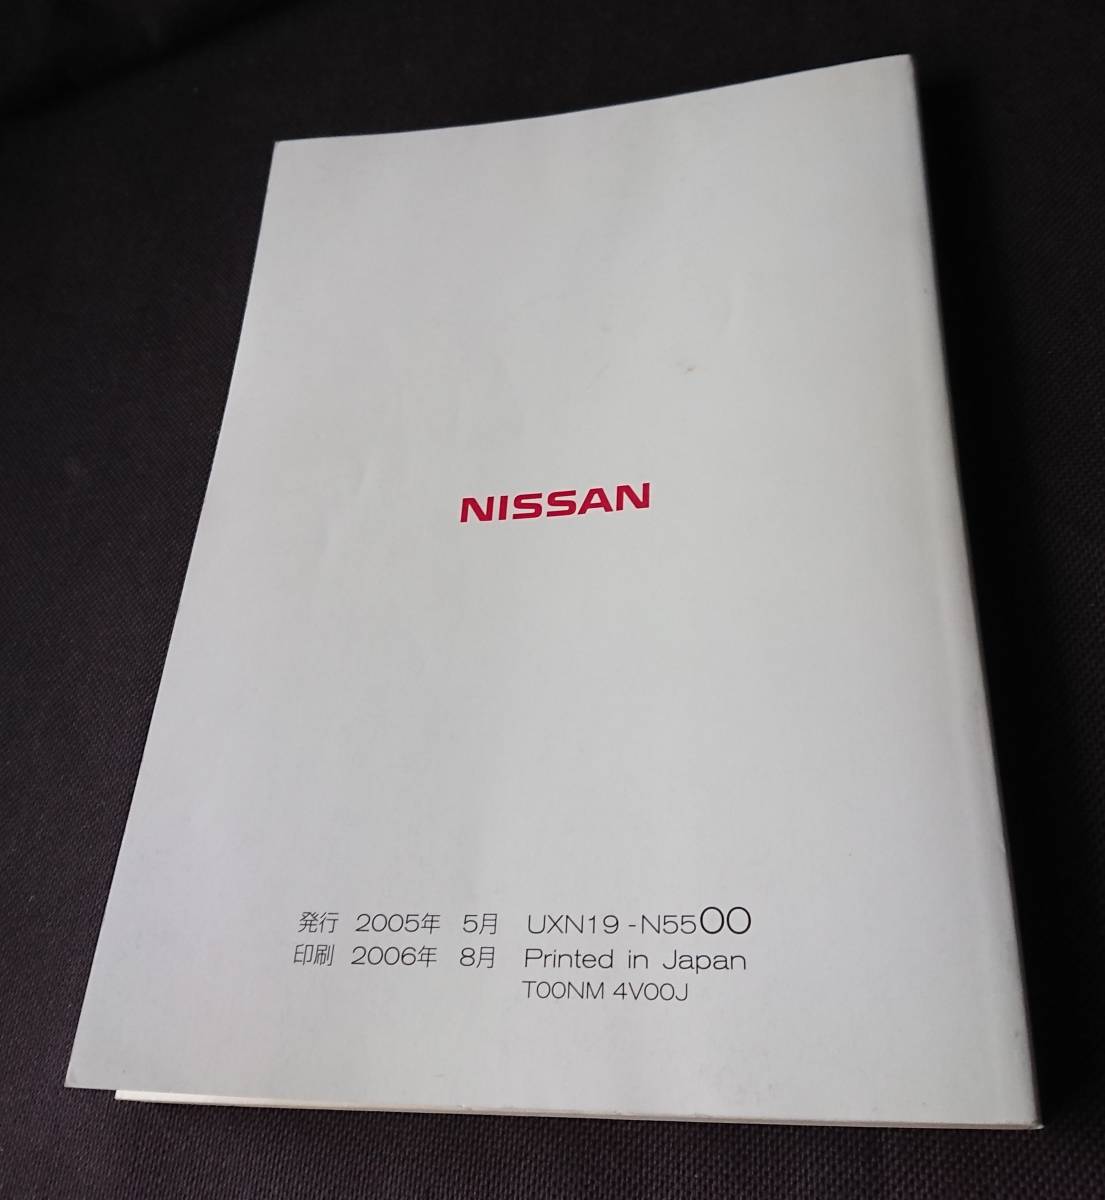 NISSAN
発行 2005年 5月 UXN19-N5500
印刷 2006年 8月 Printed in Japan
T00NM 4V00J